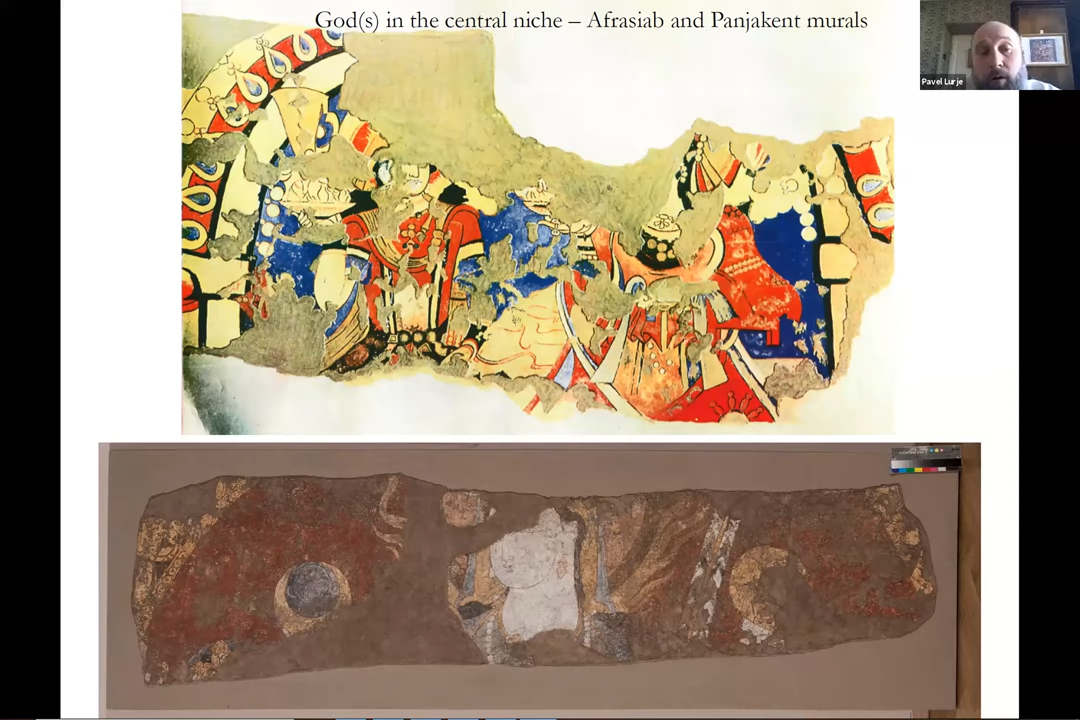 God(s) in the central niche – Afrasiab and Panjakent murals
Pavel Lurje